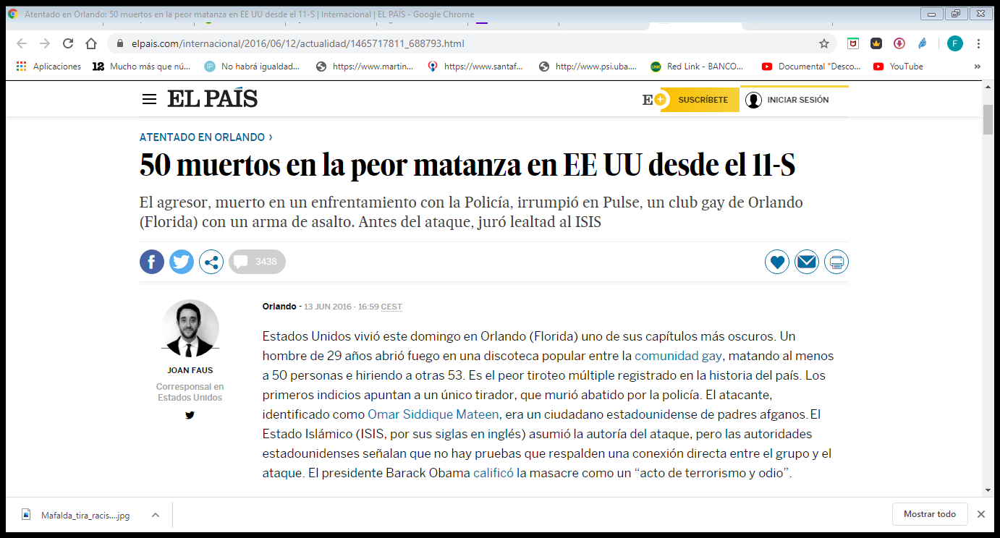 Atentado en Orlando: 50 muertos en la peor matanza en EE UU desde el 11-S | Internacional | EL PAÍS - Google Chrome
elpais.com/internacional/2016/06/12/actualidad/1465717811_688793.html
F
Aplicaciones 12 Mucho más que nú... No habrá igualdad... https://www.martin... https://www.santaf... http://www.psi.uba.... LINK Red Link - BANCO... Documental "Desco... YouTube »
EL PAÍS E+ SUSCRÍBETE INICIAR SESIÓN
ATENTADO EN ORLANDO ›
50 muertos en la peor matanza en EE UU desde el 11-S
El agresor, muerto en un enfrentamiento con la Policía, irrumpió en Pulse, un club gay de Orlando
(Florida) con un arma de asalto. Antes del ataque, juró lealtad al ISIS
3438
JOAN FAUS
Corresponsal en
Estados Unidos
Orlando - 13 JUN 2016 - 16:59 CEST
Estados Unidos vivió este domingo en Orlando (Florida) uno de sus capítulos más oscuros. Un
hombre de 29 años abrió fuego en una discoteca popular entre la comunidad gay, matando al menos
a 50 personas e hiriendo a otras 53. Es el peor tiroteo múltiple registrado en la historia del país. Los
primeros indicios apuntan a un único tirador, que murió abatido por la policía. El atacante,
identificado como Omar Siddique Mateen, era un ciudadano estadounidense de padres afganos. El
Estado Islámico (ISIS, por sus siglas en inglés) asumió la autoría del ataque, pero las autoridades
estadounidenses señalan que no hay pruebas que respalden una conexión directa entre el grupo y el
ataque. El presidente Barack Obama calificó la masacre como un “acto de terrorismo y odio”.
Mafalda_tira_racis....jpg Mostrar todo